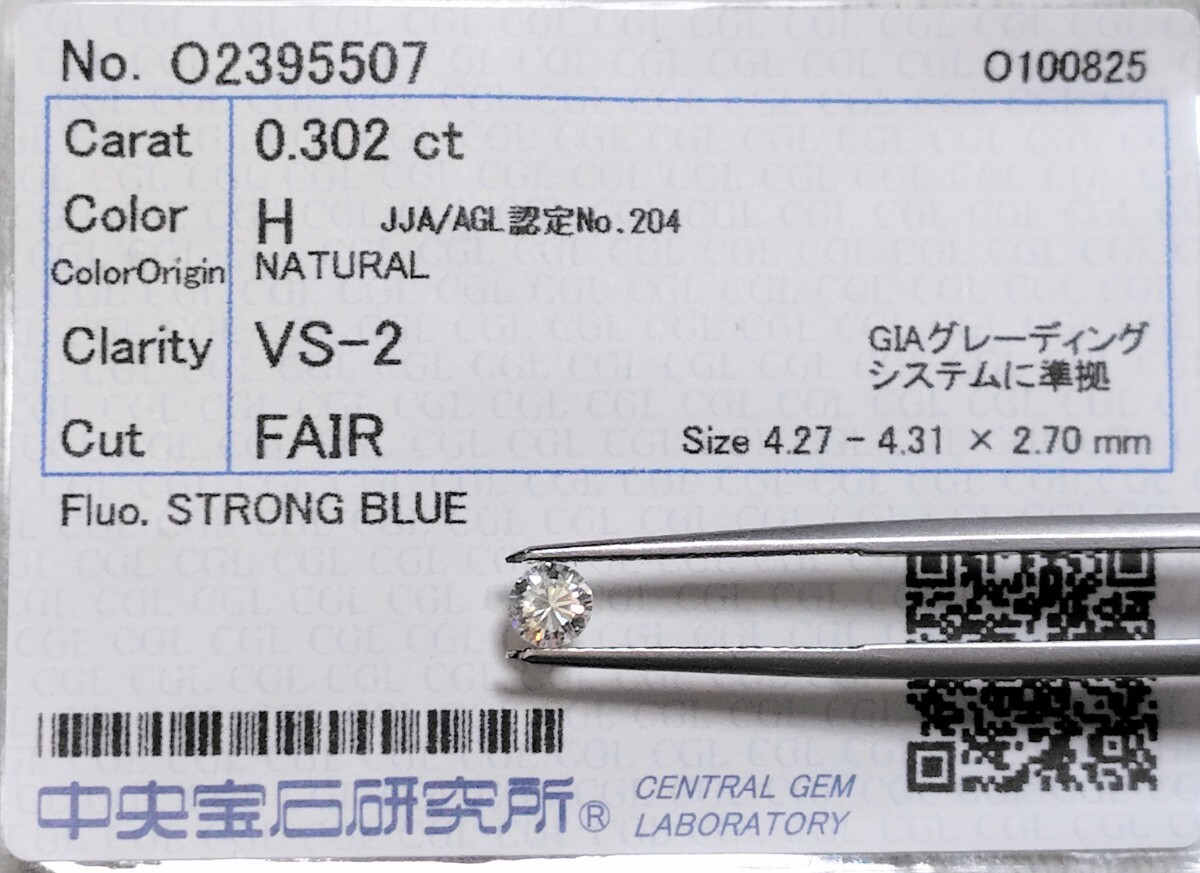 No. O2395507 O100825
Carat 0.302 ct
Color H JJA/AGL認定No.204
ColorOrigin NATURAL
Clarity VS-2 GIAグレーディング
システムに準拠
Cut FAIR Size 4.27 - 4.31 × 2.70 mm
Fluo. STRONG BLUE
中央宝石研究所® CENTRAL GEM
LABORATORY